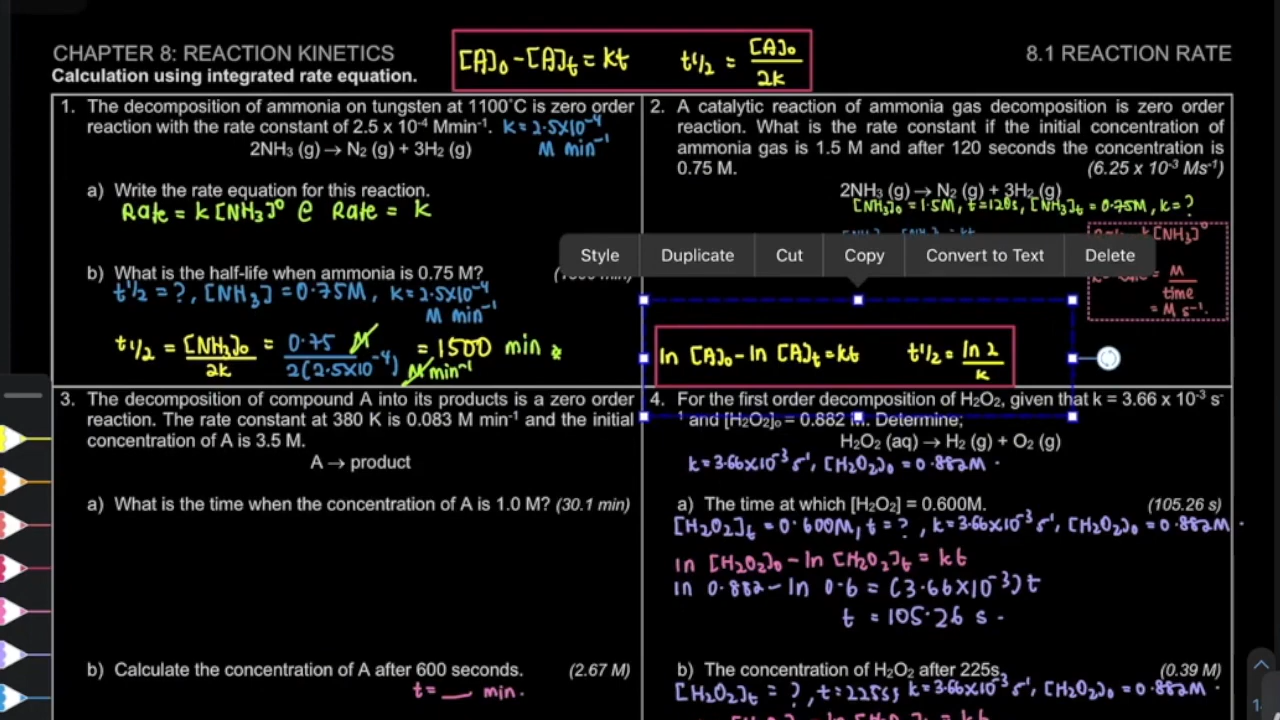 CHAPTER 8: REACTION KINETICS
Calculation using integrated rate equation.
[A]₀ - [A]t = kt t½ = [A]₀ / 2k
8.1 REACTION RATE
1. The decomposition of ammonia on tungsten at 1100°C is zero order
reaction with the rate constant of 2.5 x 10⁻⁴ Mmin⁻¹. k = 2.5x10⁻⁴
M min⁻¹
2NH₃ (g) → N₂ (g) + 3H₂ (g)
a) Write the rate equation for this reaction.
Rate = k [NH₃]⁰ @ Rate = k
b) What is the half-life when ammonia is 0.75 M?
t½ = ?, [NH₃] = 0.75M, k = 2.5x10⁻⁴
M min⁻¹
t½ = [NH₃]₀ / 2k = 0.75 M / 2(2.5x10⁻⁴) M min⁻¹ = 1500 min
2. A catalytic reaction of ammonia gas decomposition is zero order
reaction. What is the rate constant if the initial concentration of
ammonia gas is 1.5 M and after 120 seconds the concentration is
0.75 M. (6.25 x 10⁻³ Ms⁻¹)
2NH₃ (g) → N₂ (g) + 3H₂ (g)
[NH₃]₀ = 1.5M, t = 120s, [NH₃]t = 0.75M, k = ?
k [NH₃]⁰
= M / time
= M s⁻¹.
Style Duplicate Cut Copy Convert to Text Delete
ln [A]₀ - ln [A]t = kt t½ = ln 2 / k
3. The decomposition of compound A into its products is a zero order
reaction. The rate constant at 380 K is 0.083 M min⁻¹ and the initial
concentration of A is 3.5 M.
A → product
a) What is the time when the concentration of A is 1.0 M? (30.1 min)
b) Calculate the concentration of A after 600 seconds. (2.67 M)
t = __ min.
4. For the first order decomposition of H₂O₂, given that k = 3.66 x 10⁻³ s⁻
¹ and [H₂O₂]₀ = 0.882 M. Determine;
H₂O₂ (aq) → H₂ (g) + O₂ (g)
k = 3.66x10⁻³ s⁻¹, [H₂O₂]₀ = 0.882M.
a) The time at which [H₂O₂] = 0.600M. (105.26 s)
[H₂O₂]t = 0.600M, t = ?, k = 3.66x10⁻³ s⁻¹, [H₂O₂]₀ = 0.882M.
ln [H₂O₂]₀ - ln [H₂O₂]t = kt
ln 0.882 - ln 0.6 = (3.66x10⁻³) t
t = 105.26 s.
b) The concentration of H₂O₂ after 225s. (0.39 M)
[H₂O₂]t = ?, t = 225s, k = 3.66x10⁻³ s⁻¹, [H₂O₂]₀ = 0.882M.